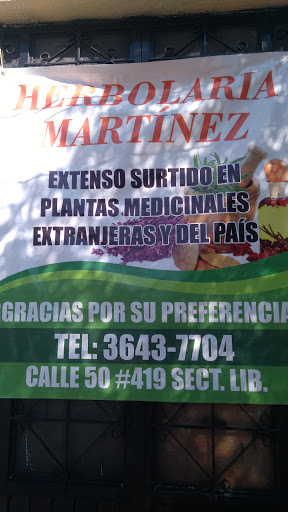 HERBOLARIA
MARTÍNEZ
EXTENSO SURTIDO EN
PLANTAS MEDICINALES
EXTRANJERAS Y DEL PAÍS
GRACIAS POR SU PREFERENCIA
TEL: 3643-7704
CALLE 50 #419 SECT. LIB.